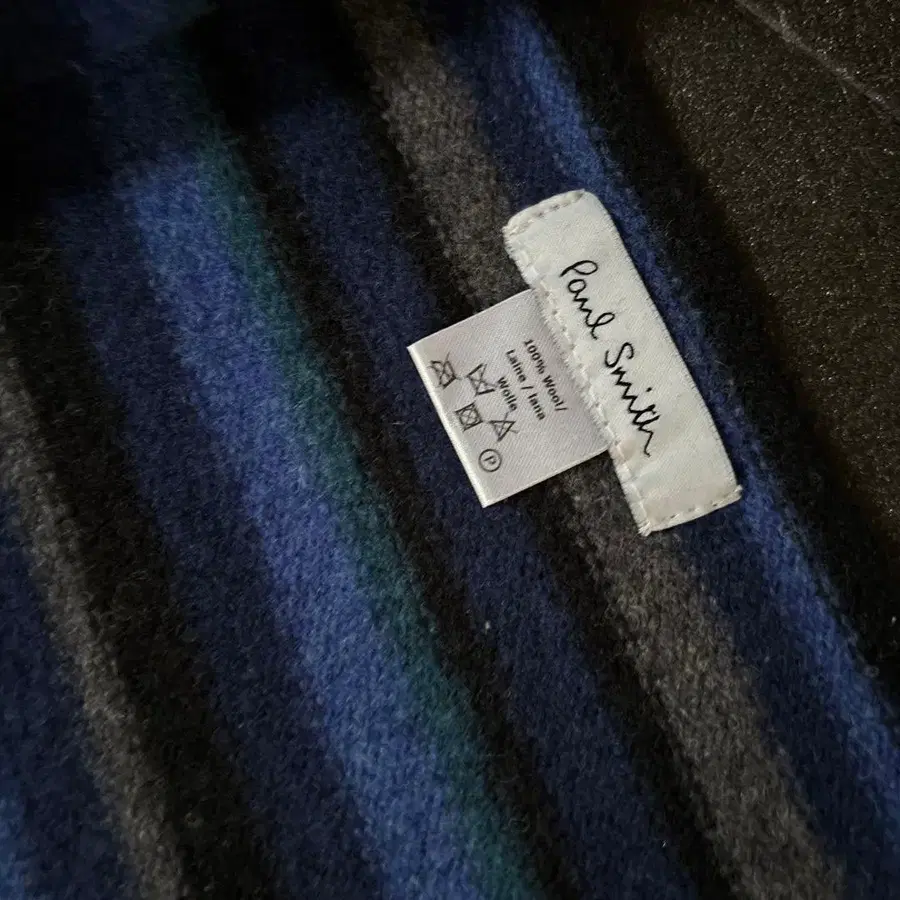 Paul Smith
100% Wool/
Laine / lana
Wolle
P